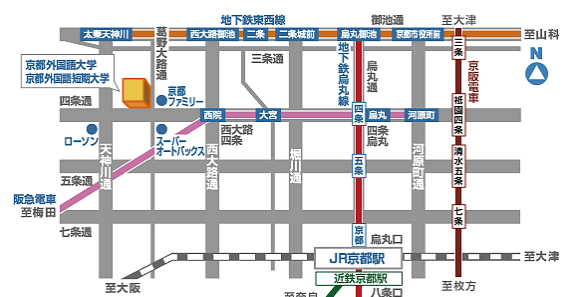 地下鉄東西線
御池通
至大津
太秦天神川
西大路御池
二条
二条城前
烏丸御池
京都市役所前
至山科
葛野大路通
三条通
地下鉄烏丸線
烏丸通
三条
京阪電車
N
京都外国語大学
京都外国語短期大学
京都
ファミリー
四条通
西院
大宮
四条
烏丸
河原町
祇園四条
ローソン
スーパー
オートバックス
西大路
四条
四条
烏丸
天神川通
西大路通
堀川通
河原町通
清水五条
五条通
五条
阪急電車
至梅田
七条
七条通
京都
烏丸口
JR京都駅
至大津
近鉄京都駅
至大阪
至枚方
至奈良
八条口